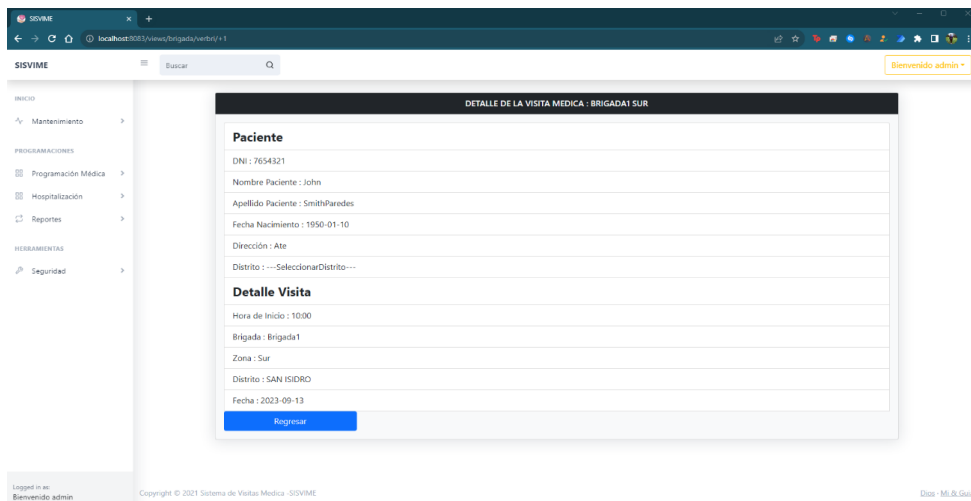 SISVIME
localhost:8083/views/brigada/verbri/+1
SISVIME
Buscar
Bienvenido admin
INICIO
Mantenimiento
PROGRAMACIONES
Programación Médica
Hospitalización
Reportes
HERRAMIENTAS
Seguridad
DETALLE DE LA VISITA MEDICA : BRIGADA1 SUR
Paciente
DNI : 7654321
Nombre Paciente : John
Apellido Paciente : SmithParedes
Fecha Nacimiento : 1950-01-10
Dirección : Ate
Distrito : ---SeleccionarDistrito---
Detalle Visita
Hora de Inicio : 10:00
Brigada : Brigada1
Zona : Sur
Distrito : SAN ISIDRO
Fecha : 2023-09-13
Regresar
Logged in as:
Bienvenido admin
Copyright © 2021 Sistema de Visitas Medica -SISVIME
Dios · Mi & Gui